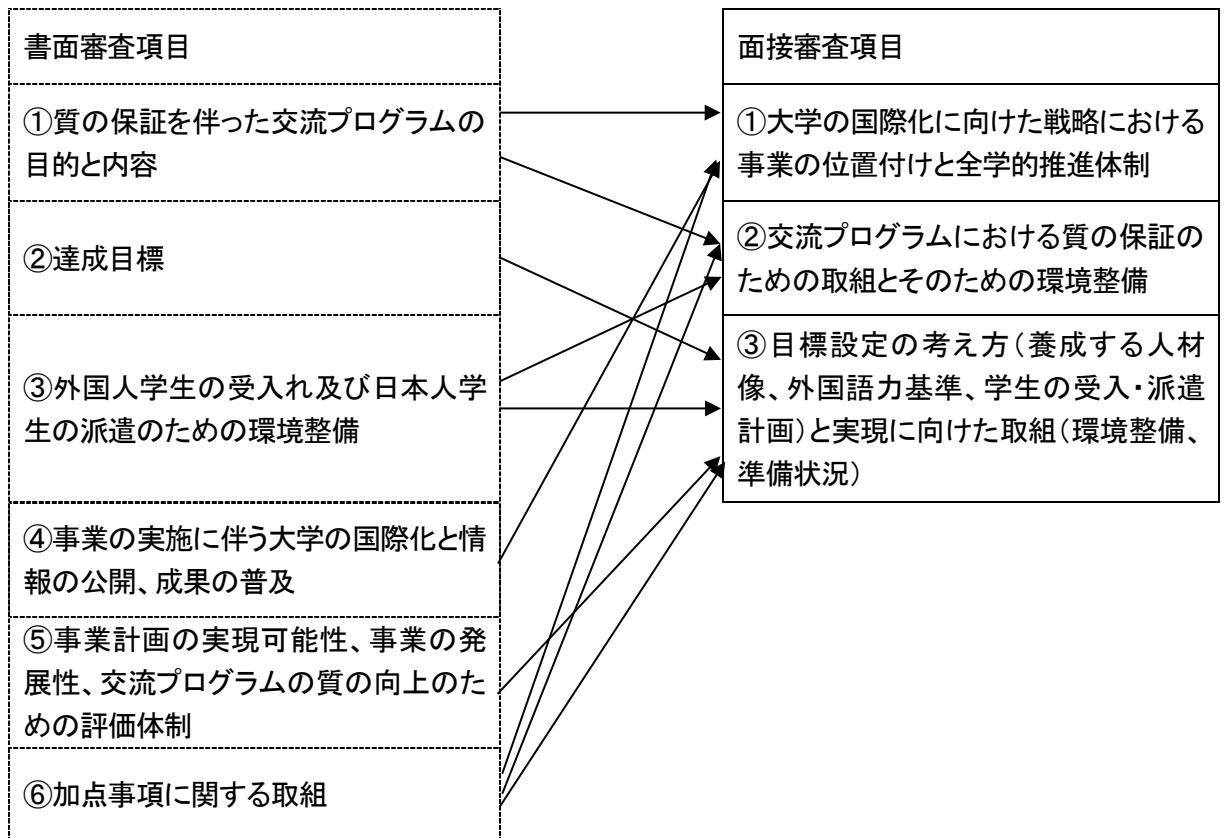 書面審査項目
①質の保証を伴った交流プログラムの
目的と内容
②達成目標
③外国人学生の受入れ及び日本人学
生の派遣のための環境整備
④事業の実施に伴う大学の国際化と情
報の公開、成果の普及
⑤事業計画の実現可能性、事業の発
展性、交流プログラムの質の向上のた
めの評価体制
⑥加点事項に関する取組
面接審査項目
①大学の国際化に向けた戦略における
事業の位置付けと全学的推進体制
②交流プログラムにおける質の保証の
ための取組とそのための環境整備
③目標設定の考え方（養成する人材
像、外国語力基準、学生の受入・派遣
計画）と実現に向けた取組（環境整備、
準備状況）